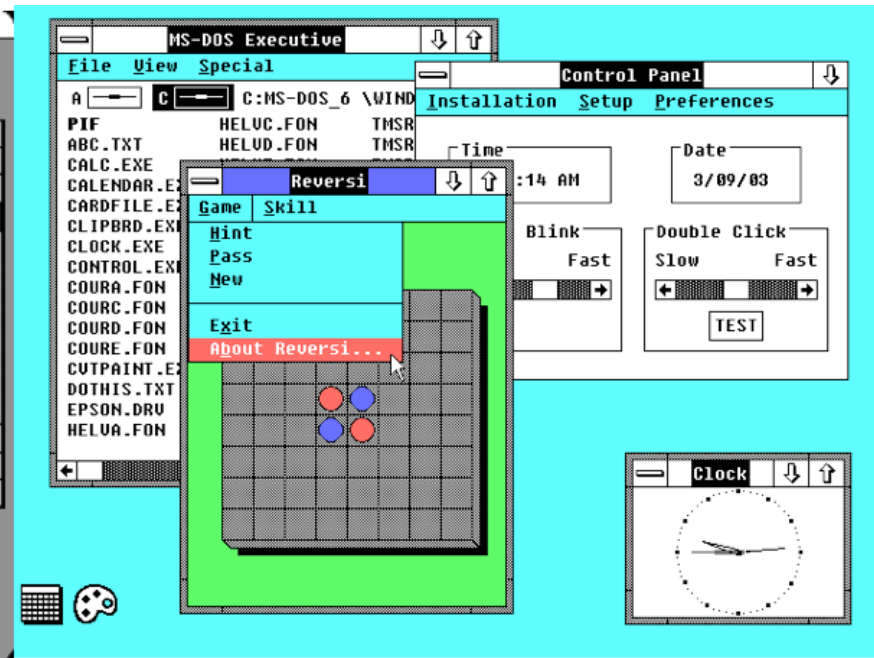 MS-DOS Executive
File View Special
A C C:MS-DOS_6 \WIND
PIF HELVC.FON TMSR
ABC.TXT HELVD.FON TMSR
CALC.EXE
CALENDAR.E
CARDFILE.E
CLIPBRD.EX
CLOCK.EXE
CONTROL.EX
COURA.FON
COURC.FON
COURD.FON
COURE.FON
CVTPAINT.E
DOTHIS.TXT
EPSON.DRV
HELVA.FON
Control Panel
Installation Setup Preferences
Time
:14 AM
Date
3/09/03
Blink
Fast
Double Click
Slow Fast
TEST
Reversi
Game Skill
Hint
Pass
New
Exit
About Reversi...
Clock